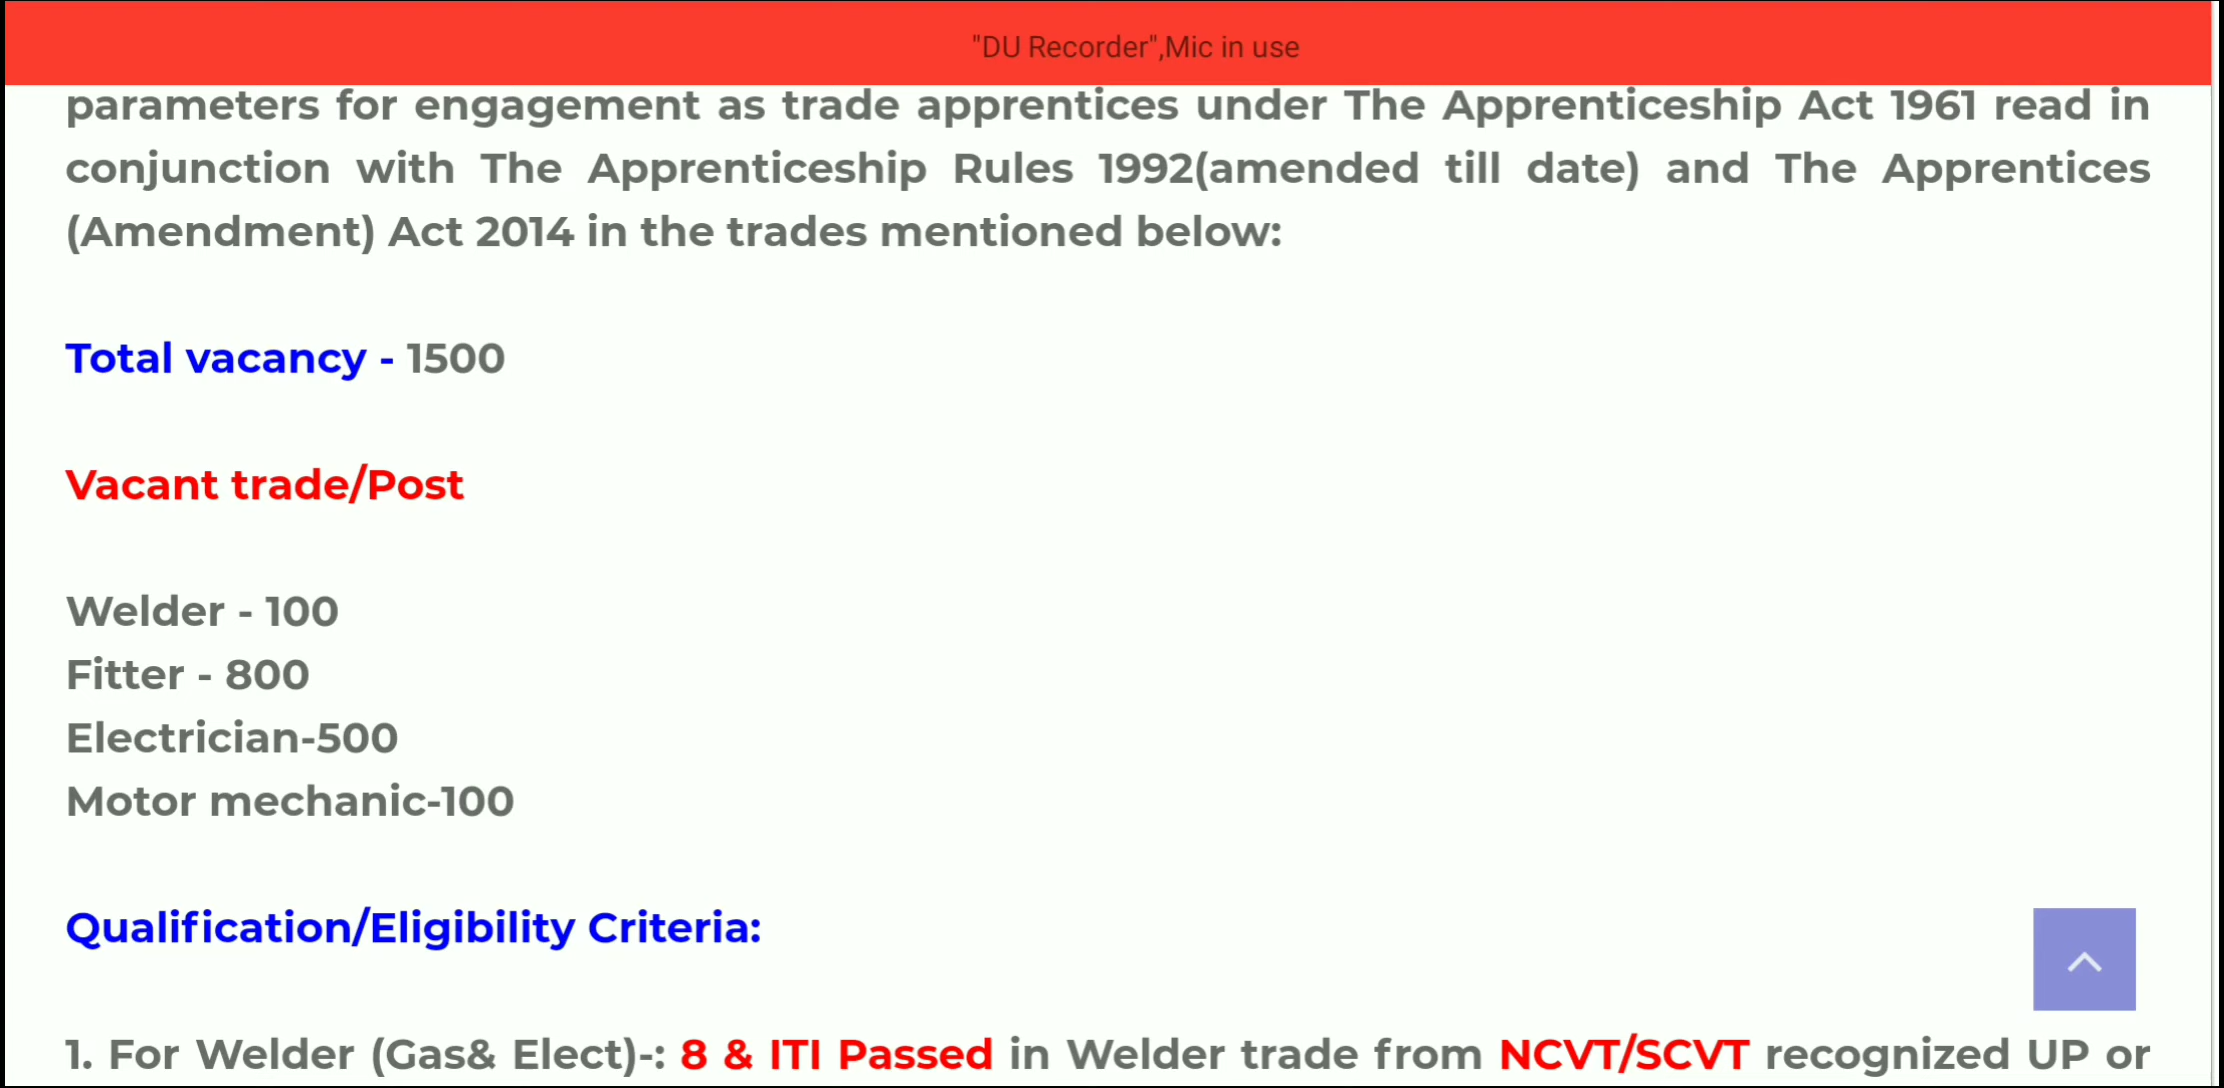 "DU Recorder",Mic in use
parameters for engagement as trade apprentices under The Apprenticeship Act 1961 read in
conjunction with The Apprenticeship Rules 1992(amended till date) and The Apprentices
(Amendment) Act 2014 in the trades mentioned below:
Total vacancy - 1500
Vacant trade/Post
Welder - 100
Fitter - 800
Electrician-500
Motor mechanic-100
Qualification/Eligibility Criteria:
1. For Welder (Gas& Elect)-: 8 & ITI Passed in Welder trade from NCVT/SCVT recognized UP or